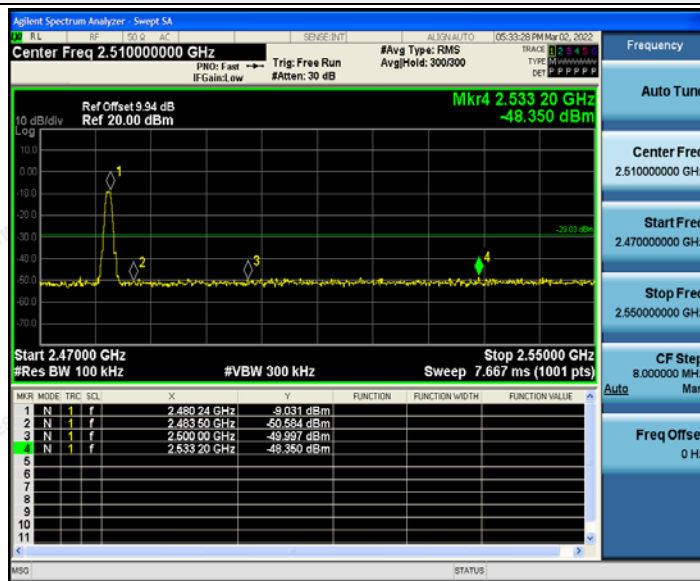 Agilent Spectrum Analyzer - Swept SA
RL RF 50 Ω AC SENSE:INT ALIGNAUTO 05:33:28 PM Mar 02, 2022
Center Freq 2.510000000 GHz
PNO: Fast
IFGain:Low
Trig: Free Run
#Atten: 30 dB
#Avg Type: RMS
Avg|Hold: 300/300
TRACE 1 2 3 4 5 6
TYPE M W W W W W
DET P P P P P P
Mkr4 2.533 20 GHz
-48.350 dBm
Ref Offset 9.94 dB
10 dB/div Ref 20.00 dBm
Log
10.0
0.00
-10.0
-20.0
-30.0
-40.0
-50.0
-60.0
-70.0
1
2
3
4
-29.03 dBm
Start 2.47000 GHz Stop 2.55000 GHz
#Res BW 100 kHz #VBW 300 kHz Sweep 7.667 ms (1001 pts)
MKR MODE TRC SCL X Y FUNCTION FUNCTION WIDTH FUNCTION VALUE
1 N 1 f 2.480 24 GHz -9.031 dBm
2 N 1 f 2.483 50 GHz -50.584 dBm
3 N 1 f 2.500 00 GHz -49.997 dBm
4 N 1 f 2.533 20 GHz -48.350 dBm
5
6
7
8
9
10
11
MSG STATUS
Frequency
Auto Tune
Center Freq
2.510000000 GHz
Start Freq
2.470000000 GHz
Stop Freq
2.550000000 GHz
CF Step
8.000000 MHz
Auto Man
Freq Offset
0 Hz